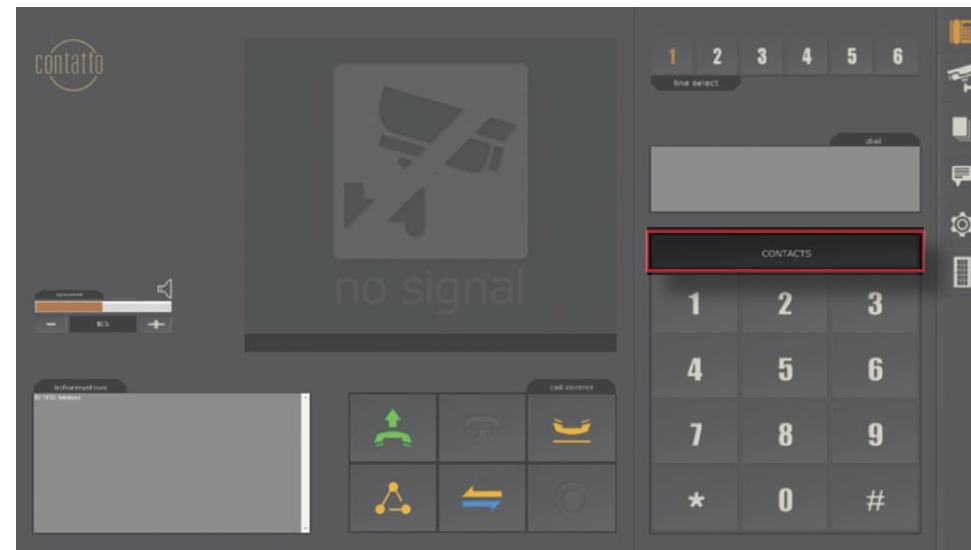 contatto
1 2 3 4 5 6
line select
dial
no signal
CONTACTS
1 2 3
4 5 6
7 8 9
* 0 #
information
call control